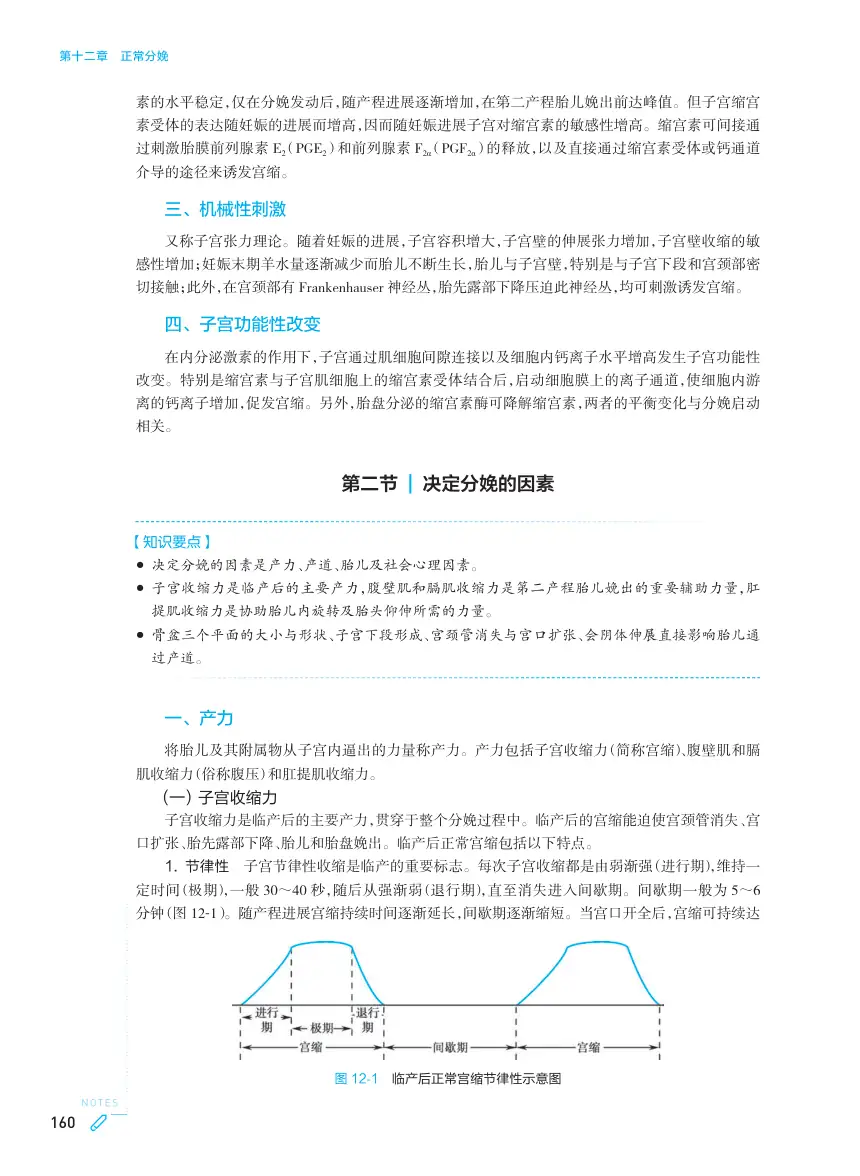 第十二章 正常分娩
素的水平稳定,仅在分娩发动后,随产程进展逐渐增加,在第二产程胎儿娩出前达峰值。但子宫缩宫
素受体的表达随妊娠的进展而增高,因而随妊娠进展子宫对缩宫素的敏感性增高。缩宫素可间接通
过刺激胎膜前列腺素 E₂（PGE₂）和前列腺素 F₂α（PGF₂α）的释放,以及直接通过缩宫素受体或钙通道
介导的途径来诱发宫缩。
三、机械性刺激
又称子宫张力理论。随着妊娠的进展,子宫容积增大,子宫壁的伸展张力增加,子宫壁收缩的敏
感性增加;妊娠末期羊水量逐渐减少而胎儿不断生长,胎儿与子宫壁,特别是与子宫下段和宫颈部密
切接触;此外,在宫颈部有 Frankenhauser 神经丛,胎先露部下降压迫此神经丛,均可刺激诱发宫缩。
四、子宫功能性改变
在内分泌激素的作用下,子宫通过肌细胞间隙连接以及细胞内钙离子水平增高发生子宫功能性
改变。特别是缩宫素与子宫肌细胞上的缩宫素受体结合后,启动细胞膜上的离子通道,使细胞内游
离的钙离子增加,促发宫缩。另外,胎盘分泌的缩宫素酶可降解缩宫素,两者的平衡变化与分娩启动
相关。
第二节 | 决定分娩的因素
【知识要点】
● 决定分娩的因素是产力、产道、胎儿及社会心理因素。
● 子宫收缩力是临产后的主要产力,腹壁肌和膈肌收缩力是第二产程胎儿娩出的重要辅助力量,肛
提肌收缩力是协助胎儿内旋转及胎头仰伸所需的力量。
● 骨盆三个平面的大小与形状、子宫下段形成、宫颈管消失与宫口扩张、会阴体伸展直接影响胎儿通
过产道。
一、产力
将胎儿及其附属物从子宫内逼出的力量称产力。产力包括子宫收缩力（简称宫缩）、腹壁肌和膈
肌收缩力（俗称腹压）和肛提肌收缩力。
（一）子宫收缩力
子宫收缩力是临产后的主要产力,贯穿于整个分娩过程中。临产后的宫缩能迫使宫颈管消失、宫
口扩张、胎先露部下降、胎儿和胎盘娩出。临产后正常宫缩包括以下特点。
1. 节律性 子宫节律性收缩是临产的重要标志。每次子宫收缩都是由弱渐强（进行期）,维持一
定时间（极期）,一般 30～40 秒,随后从强渐弱（退行期）,直至消失进入间歇期。间歇期一般为 5～6
分钟（图 12-1）。随产程进展宫缩持续时间逐渐延长,间歇期逐渐缩短。当宫口开全后,宫缩可持续达
进行期
极期
退行期
宫缩
间歇期
宫缩
图 12-1 临产后正常宫缩节律性示意图
NOTES
160